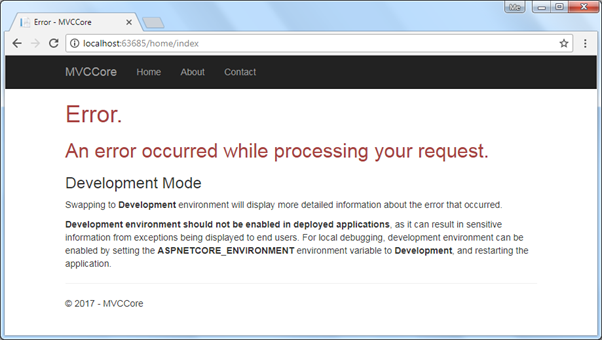 Me
Error - MVCCore
localhost:63685/home/index
MVCCore Home About Contact
Error.
An error occurred while processing your request.
Development Mode
Swapping to Development environment will display more detailed information about the error that occurred.
Development environment should not be enabled in deployed applications, as it can result in sensitive
information from exceptions being displayed to end users. For local debugging, development environment can be
enabled by setting the ASPNETCORE_ENVIRONMENT environment variable to Development, and restarting the
application.
© 2017 - MVCCore